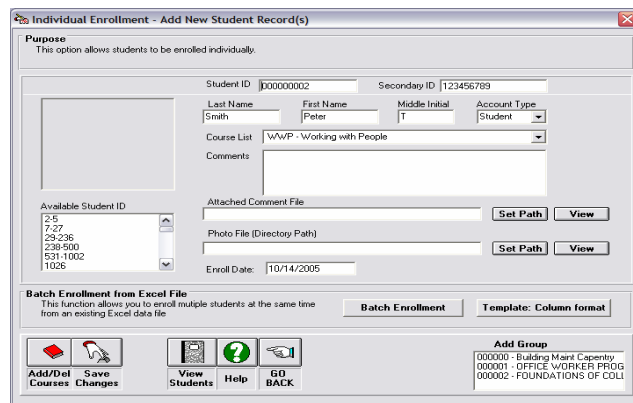 Individual Enrollment - Add New Student Record(s)
Purpose
This option allows students to be enrolled individually.
Student ID 000000002 Secondary ID 123456789
Last Name First Name Middle Initial Account Type
Smith Peter T Student
Course List WWP - Working with People
Comments
Available Student ID
2-5
7-27
29-236
238-500
531-1002
1026
Attached Comment File
Set Path View
Photo File (Directory Path)
Set Path View
Enroll Date: 10/14/2005
Batch Enrollment from Excel File
This function allows you to enroll mutiple students at the same time
from an existing Excel data file
Batch Enrollment Template: Column format
Add/Del Courses
Save Changes
View Students
Help
GO BACK
Add Group
000000 - Building Maint Capentry
000001 - OFFICE WORKER PROG
000002 - FOUNDATIONS OF COLL